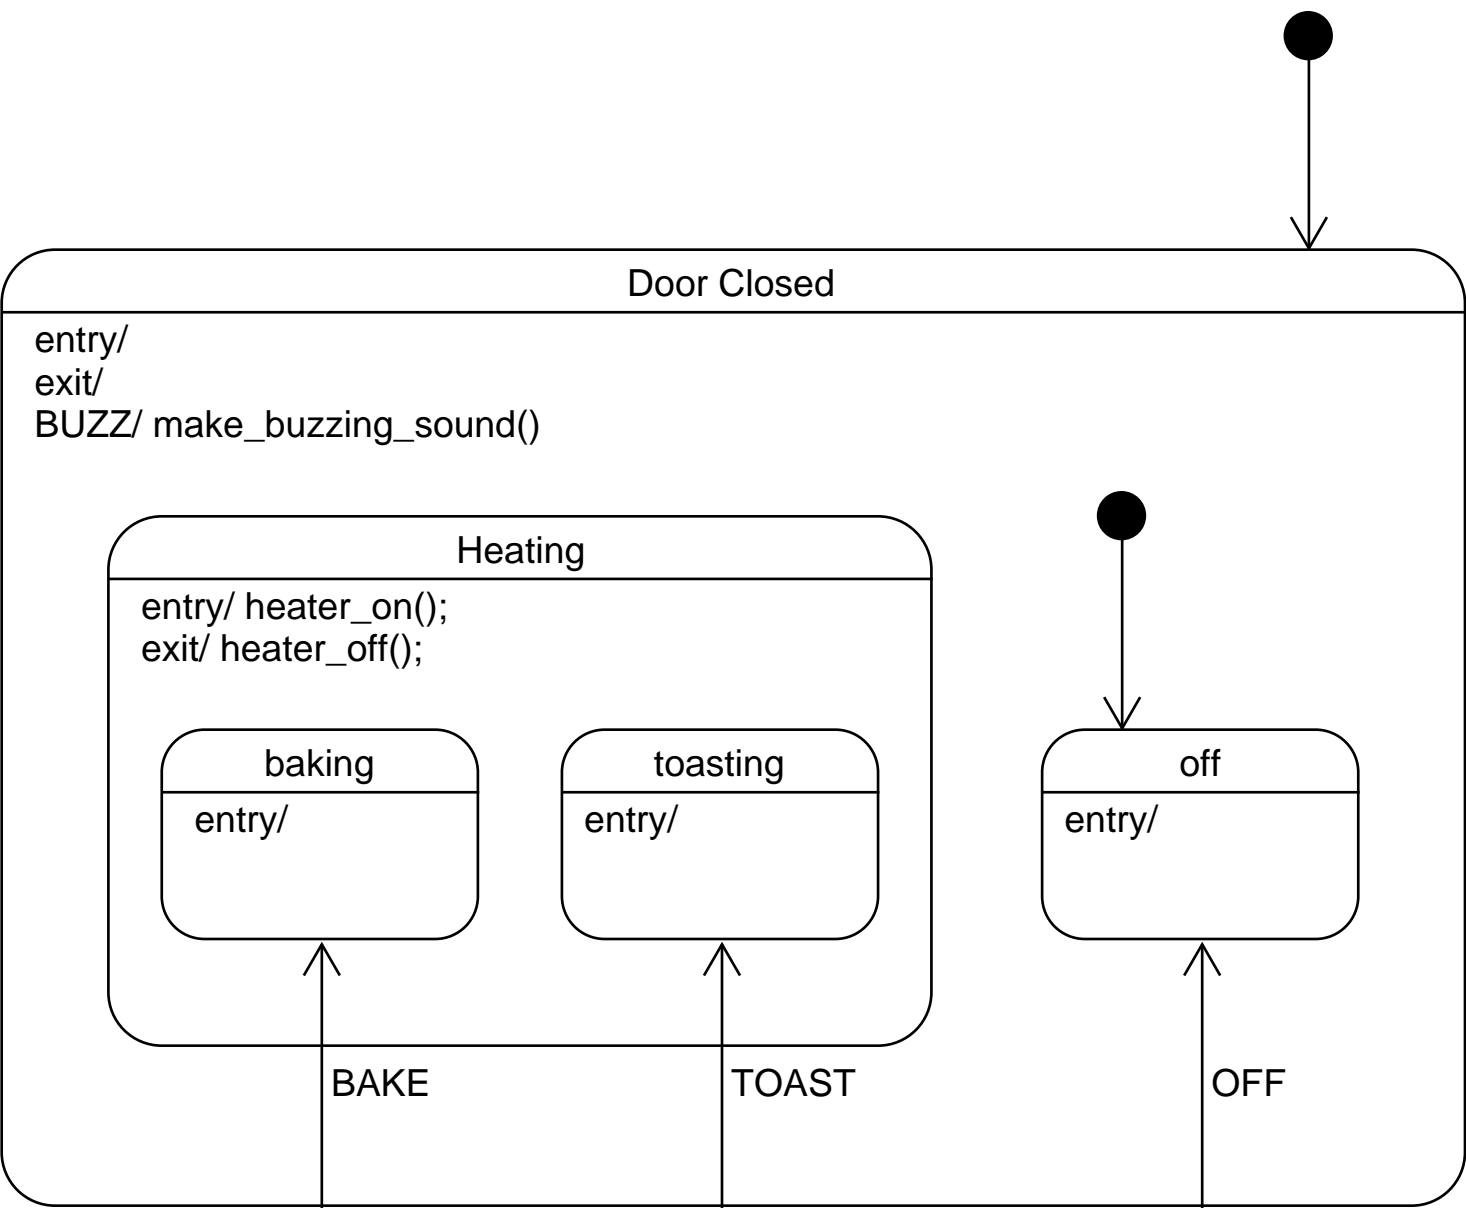 Door Closed
entry/
exit/
BUZZ/ make_buzzing_sound()
Heating
entry/ heater_on();
exit/ heater_off();
baking
entry/
toasting
entry/
off
entry/
BAKE
TOAST
OFF